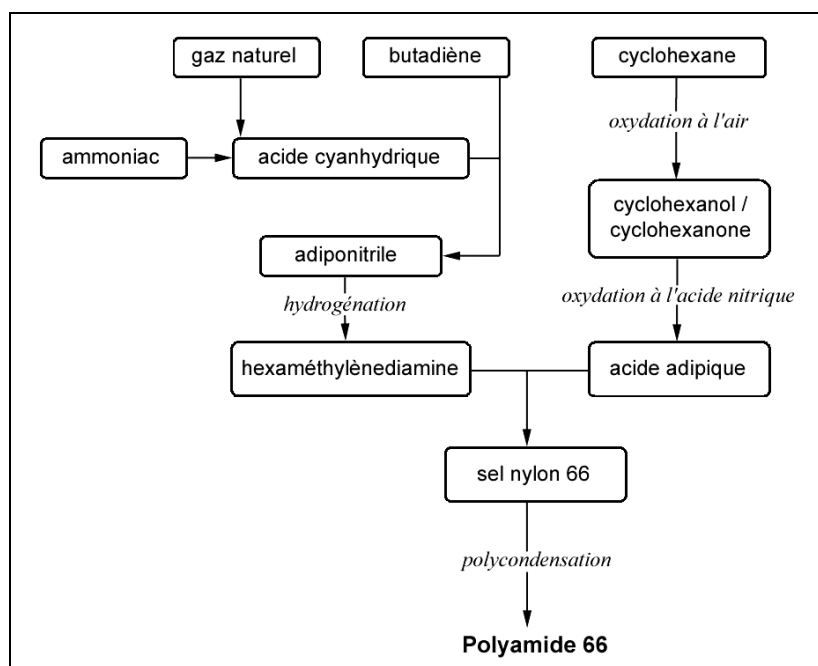 gaz naturel
butadiène
cyclohexane
oxydation à l'air
ammoniac
acide cyanhydrique
cyclohexanol /
cyclohexanone
adiponitrile
hydrogénation
oxydation à l'acide nitrique
hexaméthylènediamine
acide adipique
sel nylon 66
polycondensation
Polyamide 66